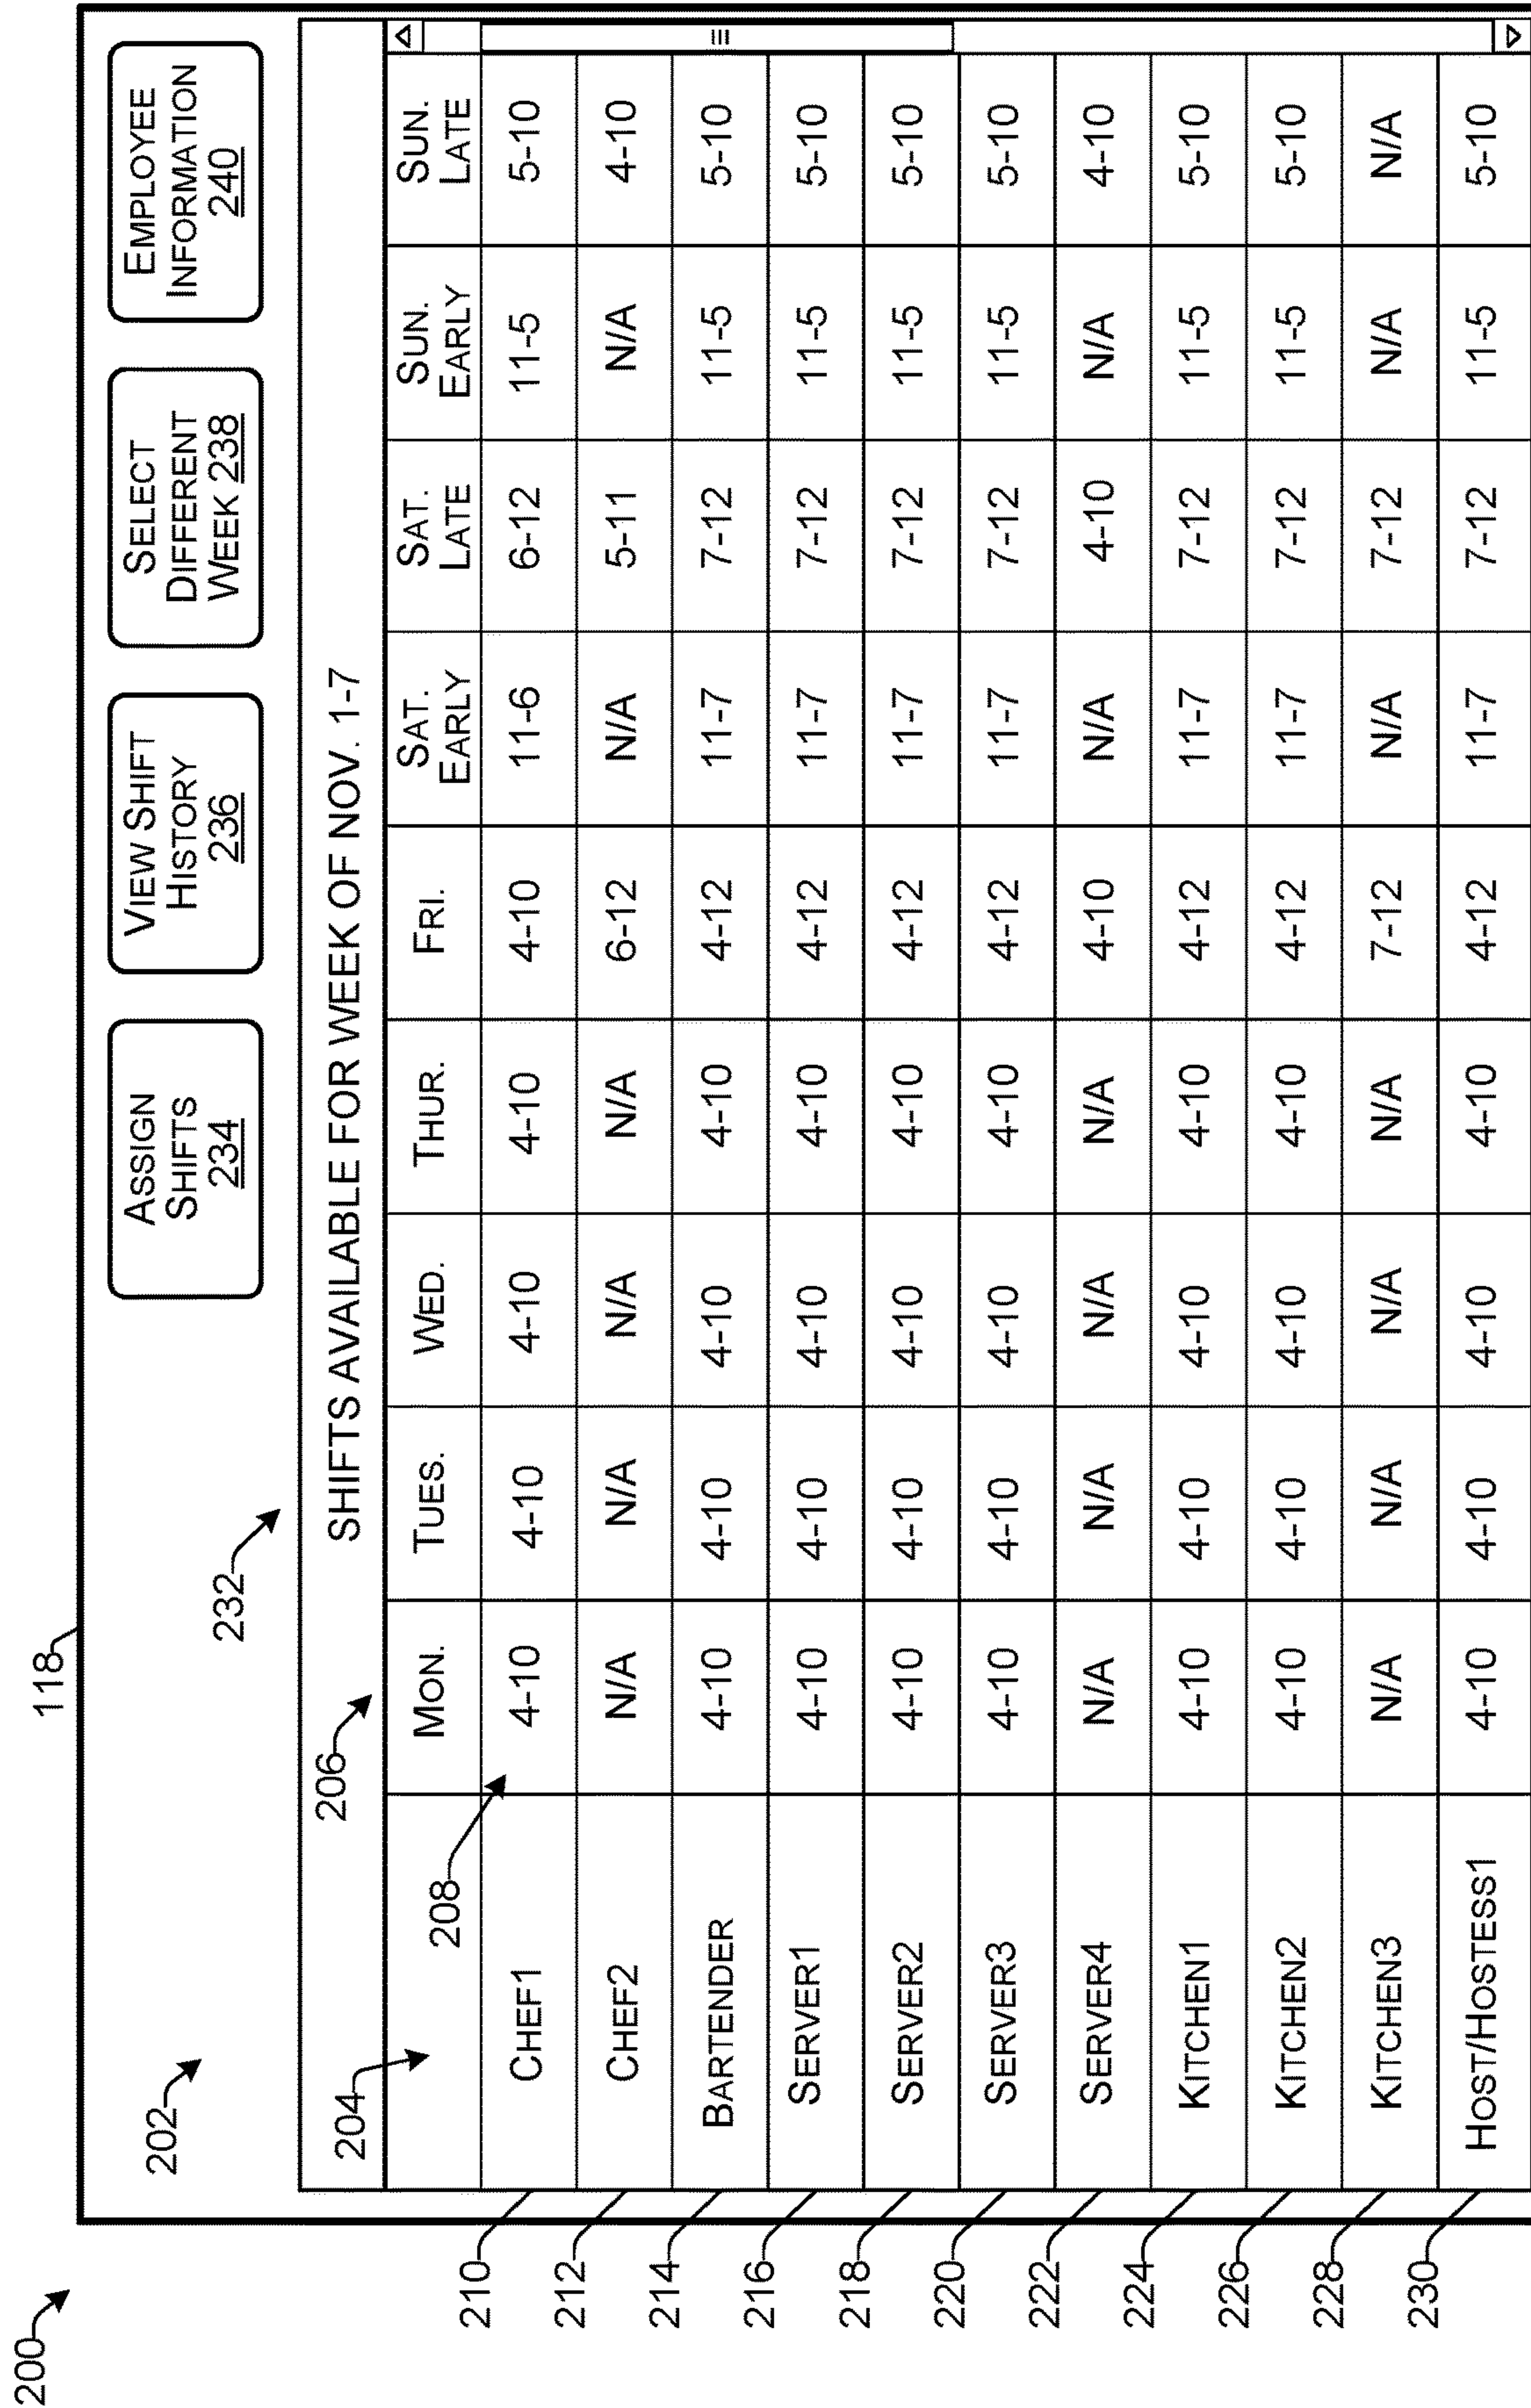 200
118
202
232
ASSIGN
SHIFTS
234
VIEW SHIFT
HISTORY
236
SELECT
DIFFERENT
WEEK 238
EMPLOYEE
INFORMATION
240
204
206
208
SHIFTS AVAILABLE FOR WEEK OF NOV. 1-7
MON. TUES. WED. THUR. FRI. SAT. EARLY SAT. LATE SUN. EARLY SUN. LATE
210 CHEF1 4-10 4-10 4-10 4-10 4-10 11-6 6-12 11-5 5-10
212 CHEF2 N/A N/A N/A N/A 6-12 N/A 5-11 N/A 4-10
214 BARTENDER 4-10 4-10 4-10 4-10 4-12 11-7 7-12 11-5 5-10
216 SERVER1 4-10 4-10 4-10 4-10 4-12 11-7 7-12 11-5 5-10
218 SERVER2 4-10 4-10 4-10 4-10 4-12 11-7 7-12 11-5 5-10
220 SERVER3 4-10 4-10 4-10 4-10 4-12 11-7 7-12 11-5 5-10
222 SERVER4 N/A N/A N/A N/A 4-10 N/A 4-10 N/A 4-10
224 KITCHEN1 4-10 4-10 4-10 4-10 4-12 11-7 7-12 11-5 5-10
226 KITCHEN2 4-10 4-10 4-10 4-10 4-12 11-7 7-12 11-5 5-10
228 KITCHEN3 N/A N/A N/A N/A 7-12 N/A 7-12 N/A N/A
230 HOST/HOSTESS1 4-10 4-10 4-10 4-10 4-12 11-7 7-12 11-5 5-10